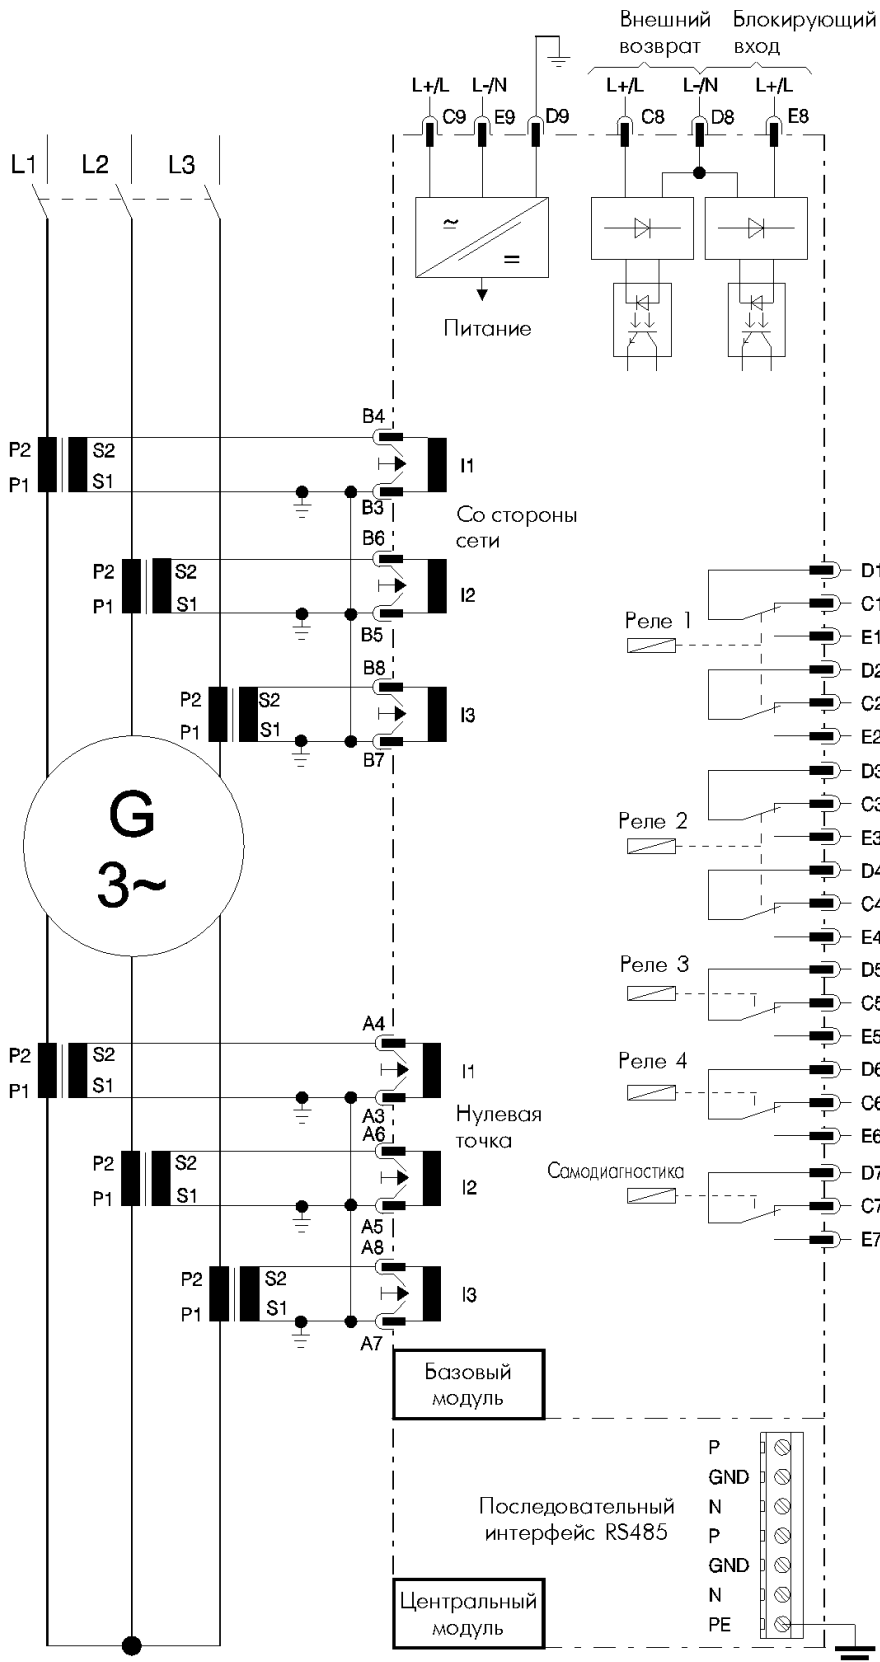 Внешний возврат
Блокирующий вход
L+/L L-/N L+/L L-/N L+/L
C9 E9 D9 C8 D8 E8
L1 L2 L3
~
=
Питание
B4
P2 S2
I1
P1 S1
B3
Со стороны сети
B6
P2 S2
I2
P1 S1
B5
B8
P2 S2
I3
P1 S1
B7
G
3~
D1
C1
Реле 1
E1
D2
C2
E2
D3
C3
Реле 2
E3
D4
C4
E4
Реле 3
D5
C5
E5
Реле 4
D6
C6
E6
Самодиагностика
D7
C7
E7
A4
P2 S2
I1
P1 S1
A3
Нулевая точка
A6
P2 S2
I2
P1 S1
A5
A8
P2 S2
I3
P1 S1
A7
Базовый
модуль
P
GND
N
P
GND
N
PE
Последовательный
интерфейс RS485
Центральный
модуль